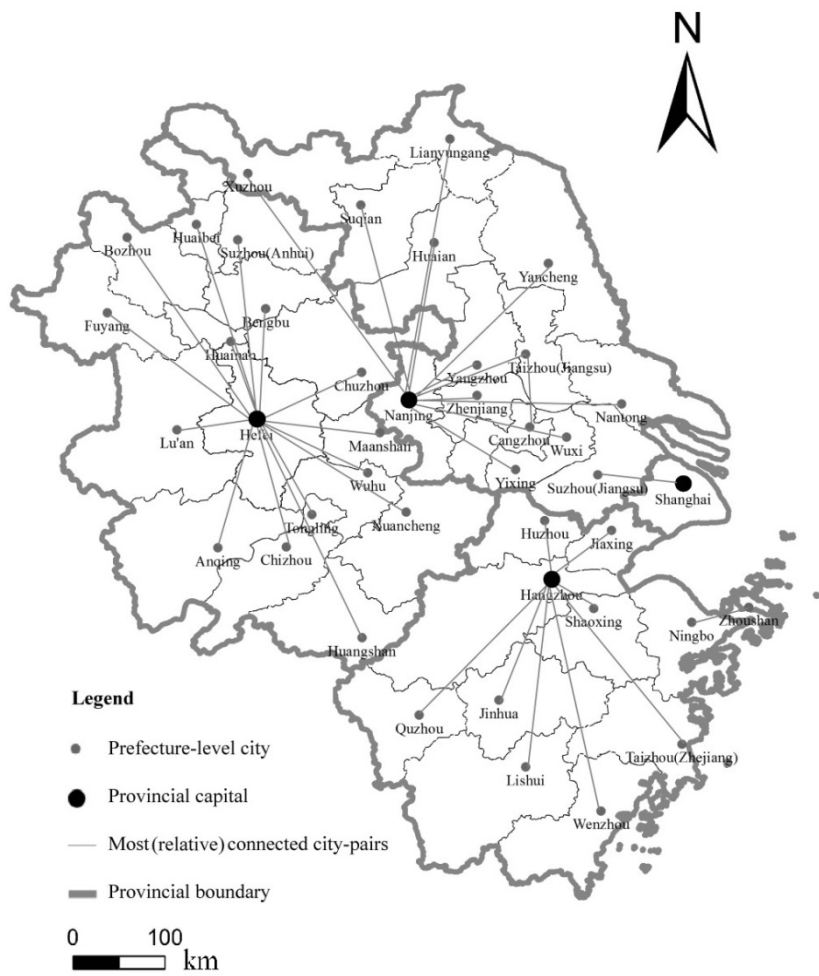 N
Lianyungang
Xuzhou
Suqian
Huaibei
Suzhou(Anhui)
Bozhou
Huaian
Yancheng
Fuyang
Bengbu
Huainan
Chuzhou
Yangzhou
Taizhou(Jiangsu)
Zhenjiang
Nanjing
Nantong
Hefei
Lu'an
Maanshan
Cangzhou
Wuxi
Wuhu
Yixing
Suzhou(Jiangsu)
Shanghai
Tongling
Xuancheng
Huzhou
Jiaxing
Anqing
Chizhou
Hangzhou
Shaoxing
Zhoushan
Ningbo
Huangshan
Legend
Quzhou
Jinhua
Prefecture-level city
Taizhou(Zhejiang)
Lishui
Provincial capital
Wenzhou
Most (relative) connected city-pairs
Provincial boundary
0 100
km